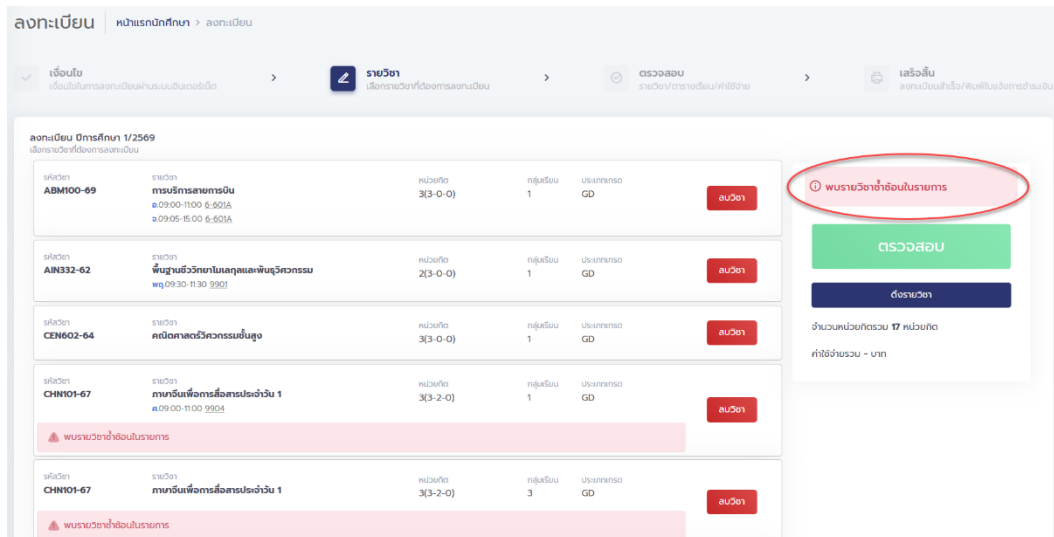 ลงทะเบียน หน้าแรกนักศึกษา > ลงทะเบียน
เงื่อนไข
เงื่อนไขในการลงทะเบียนผ่านระบบอินเตอร์เน็ต
รายวิชา
เลือกรายวิชาที่ต้องการลงทะเบียน
ตรวจสอบ
รายวิชา/ตารางเรียน/ค่าใช้จ่าย
เสร็จสิ้น
ลงทะเบียนสำเร็จ/พิมพ์ใบแจ้งการชำระเงิน
ลงทะเบียน ปีการศึกษา 1/2569
เลือกรายวิชาที่ต้องการลงทะเบียน
รหัสวิชา รายวิชา หน่วยกิต กลุ่มเรียน ประเภทเกรด
ABM100-69 การบริการสายการบิน 3(3-0-0) 1 GD ลบวิชา
อ.09:00-11:00 6-601A
จ.09:05-15:00 6-601A
รหัสวิชา รายวิชา หน่วยกิต กลุ่มเรียน ประเภทเกรด
AIN332-62 พื้นฐานชีววิทยาโมเลกุลและพันธุวิศวกรรม 2(3-0-0) 1 GD ลบวิชา
พฤ.09:30-11:30 9901
รหัสวิชา รายวิชา หน่วยกิต กลุ่มเรียน ประเภทเกรด
CEN602-64 คณิตศาสตร์วิศวกรรมชั้นสูง 3(3-0-0) 1 GD ลบวิชา
รหัสวิชา รายวิชา หน่วยกิต กลุ่มเรียน ประเภทเกรด
CHN101-67 ภาษาจีนเพื่อการสื่อสารประจำวัน 1 3(3-2-0) 1 GD ลบวิชา
ศ.09:00-11:00 9904
พบรายวิชาซ้ำซ้อนในรายการ
รหัสวิชา รายวิชา หน่วยกิต กลุ่มเรียน ประเภทเกรด
CHN101-67 ภาษาจีนเพื่อการสื่อสารประจำวัน 1 3(3-2-0) 3 GD ลบวิชา
พบรายวิชาซ้ำซ้อนในรายการ
พบรายวิชาซ้ำซ้อนในรายการ
ตรวจสอบ
ดึงรายวิชา
จำนวนหน่วยกิตรวม 17 หน่วยกิต
ค่าใช้จ่ายรวม - บาท